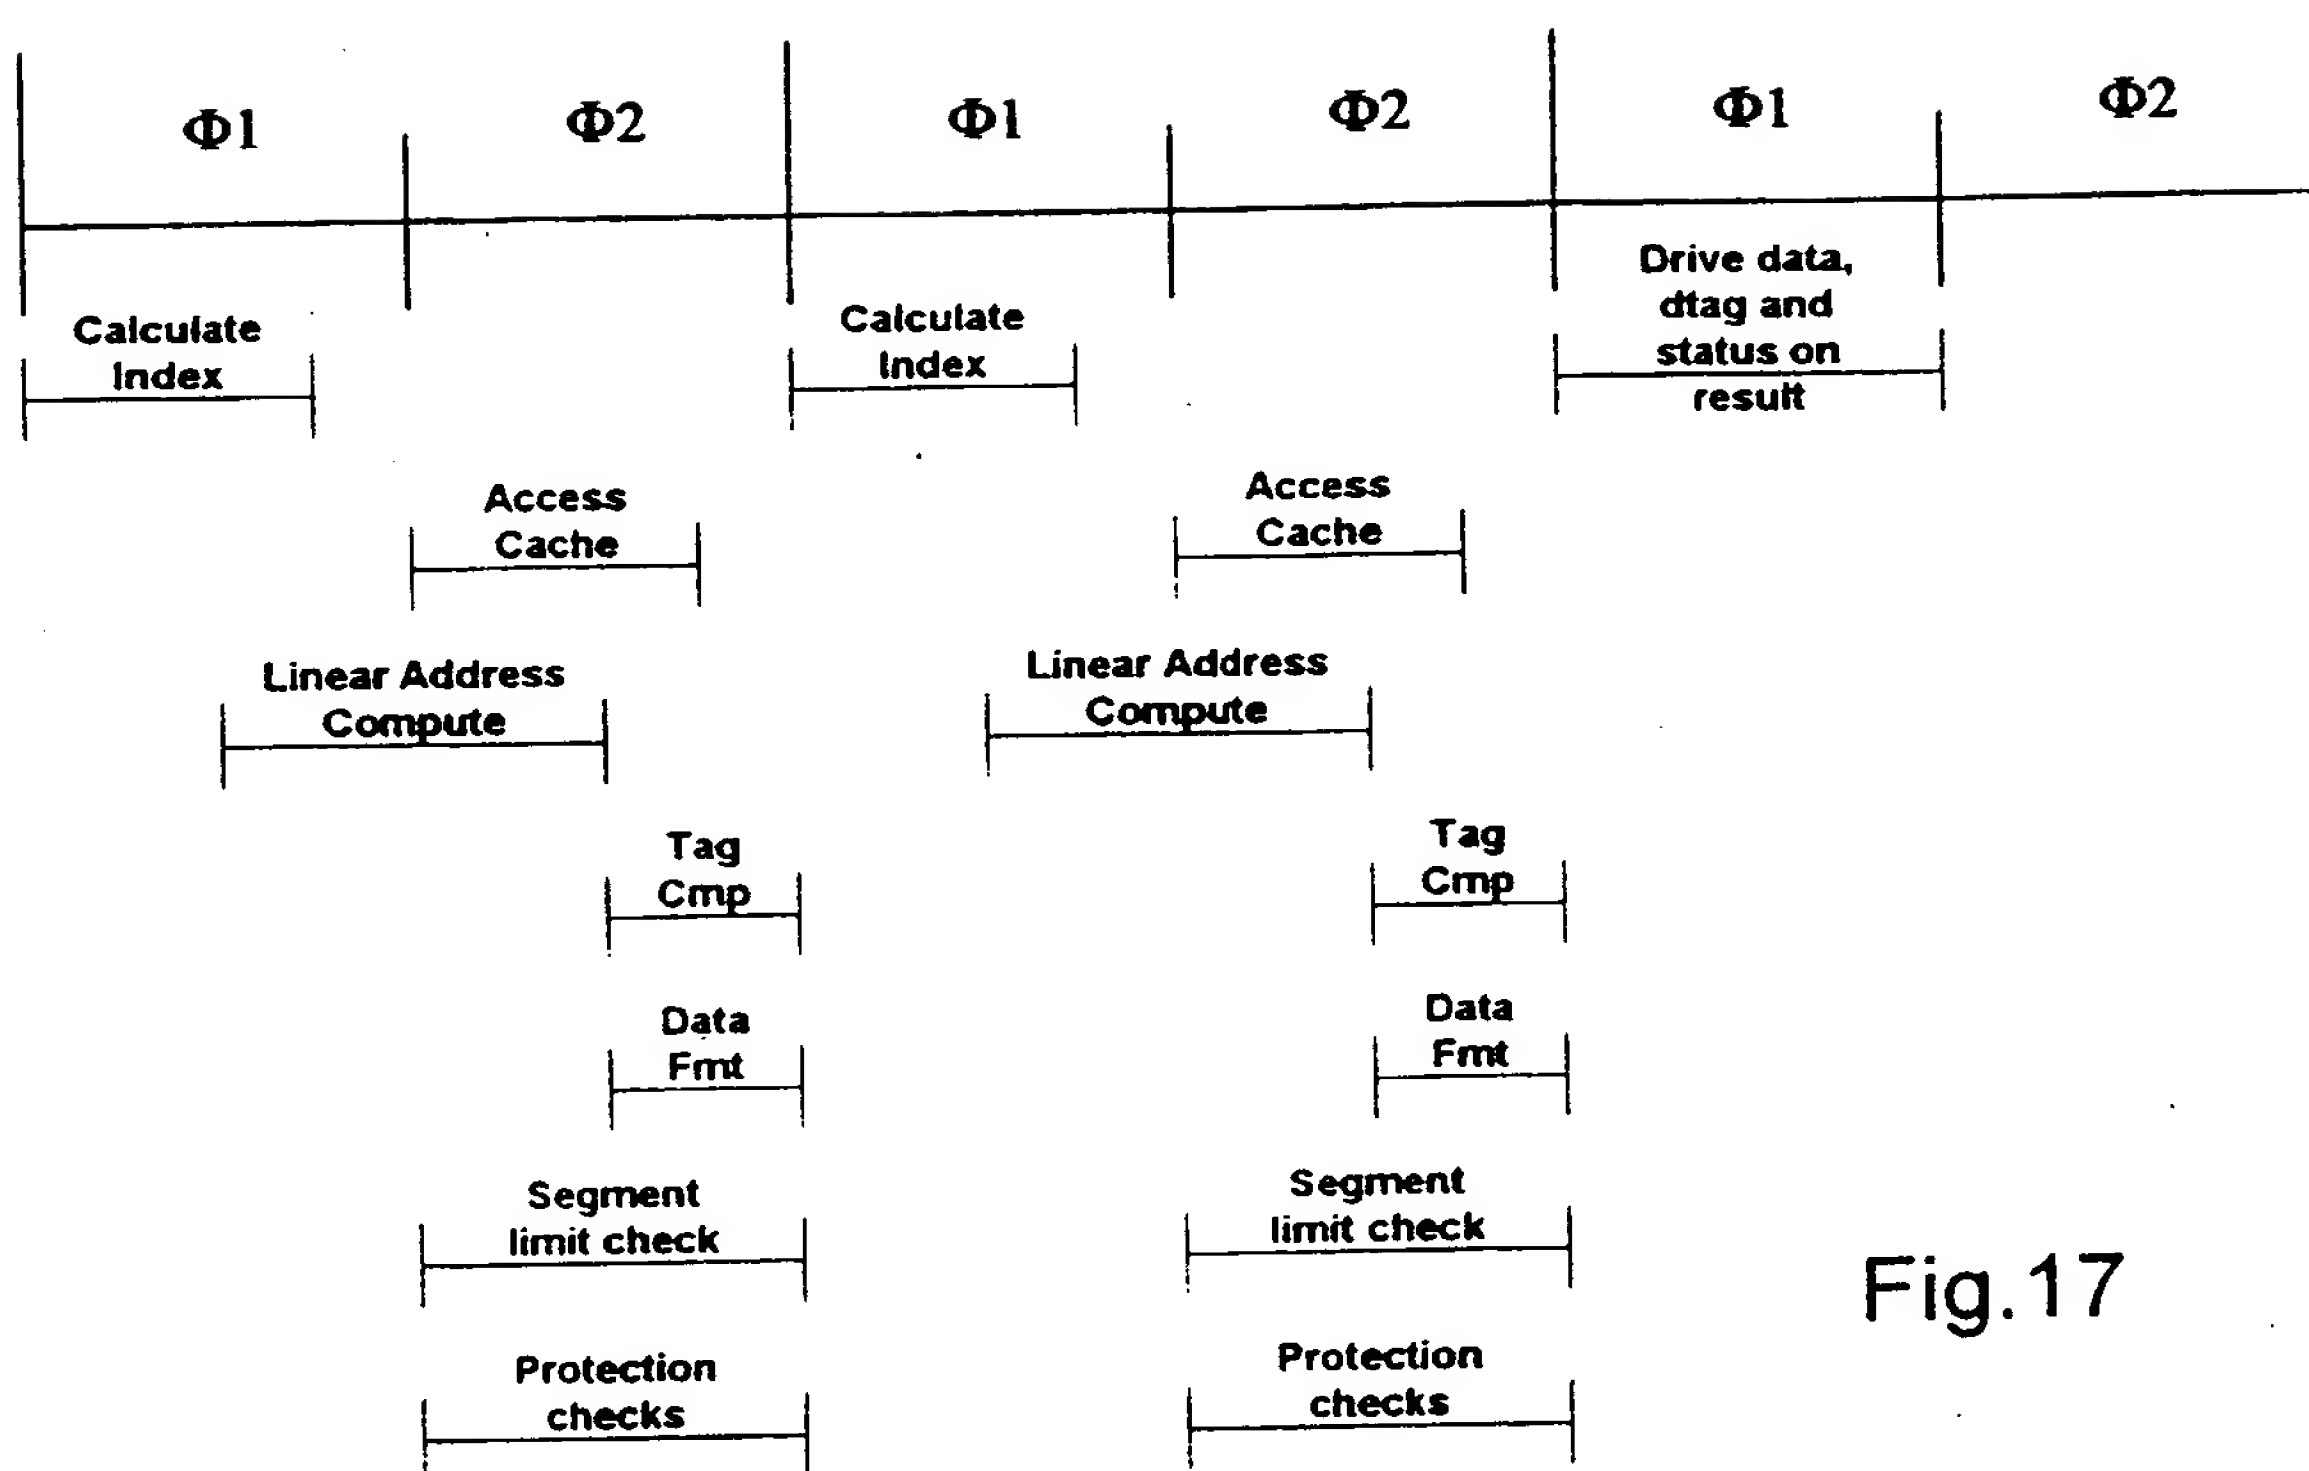 Φ1 Φ2 Φ1 Φ2 Φ1 Φ2
Drive data,
dtag and
status on
result
Calculate
Index
Calculate
Index
Access
Cache
Access
Cache
Linear Address
Compute
Linear Address
Compute
Tag
Cmp
Tag
Cmp
Data
Fmt
Data
Fmt
Segment
limit check
Segment
limit check
Protection
checks
Protection
checks
Fig.17